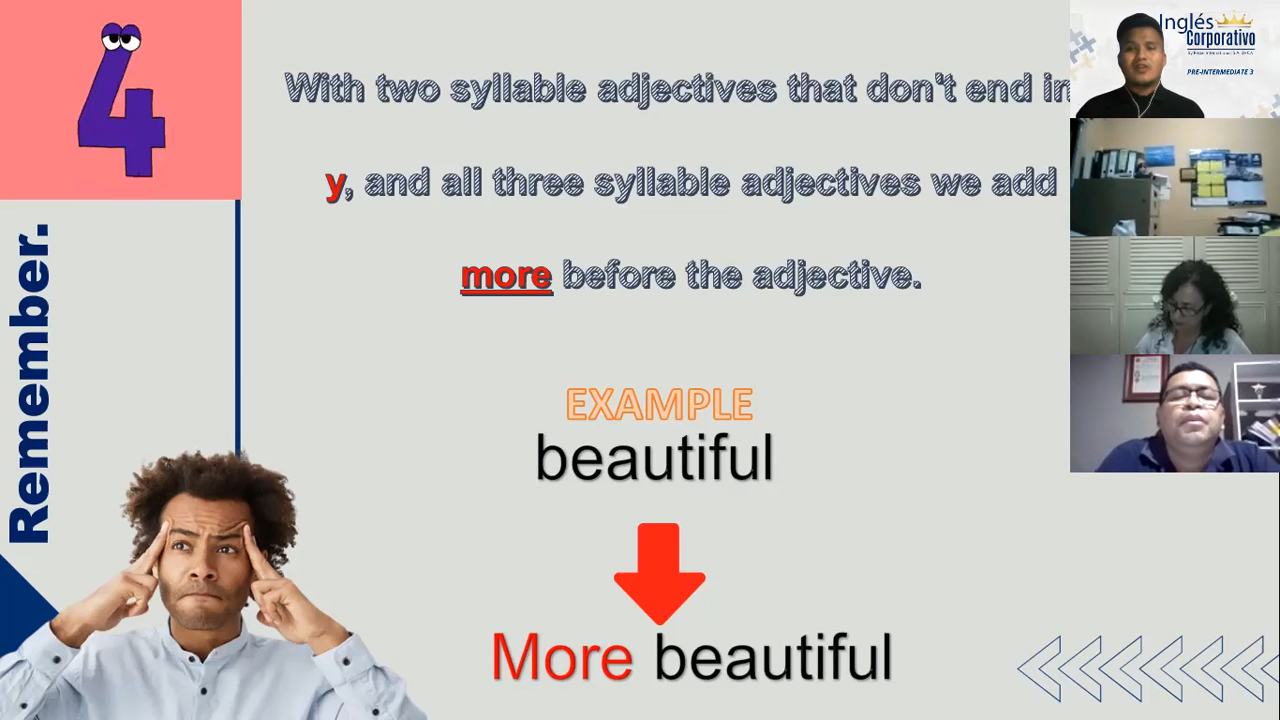 4
With two syllable adjectives that don't end in
y, and all three syllable adjectives we add
more before the adjective.
Remember.
EXAMPLE
beautiful
More beautiful
Inglés
Corporativo
PRE-INTERMEDIATE 3